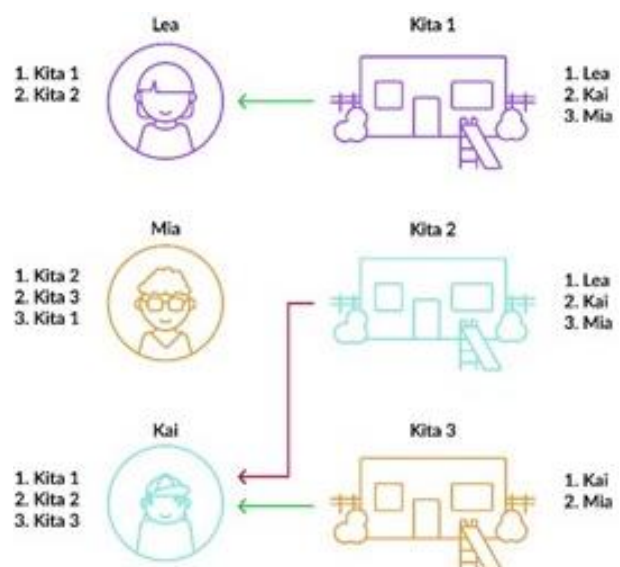 Lea
Kita 1
1. Kita 1
2. Kita 2
1. Lea
2. Kai
3. Mia
Mia
Kita 2
1. Kita 2
2. Kita 3
3. Kita 1
1. Lea
2. Kai
3. Mia
Kai
Kita 3
1. Kita 1
2. Kita 2
3. Kita 3
1. Kai
2. Mia